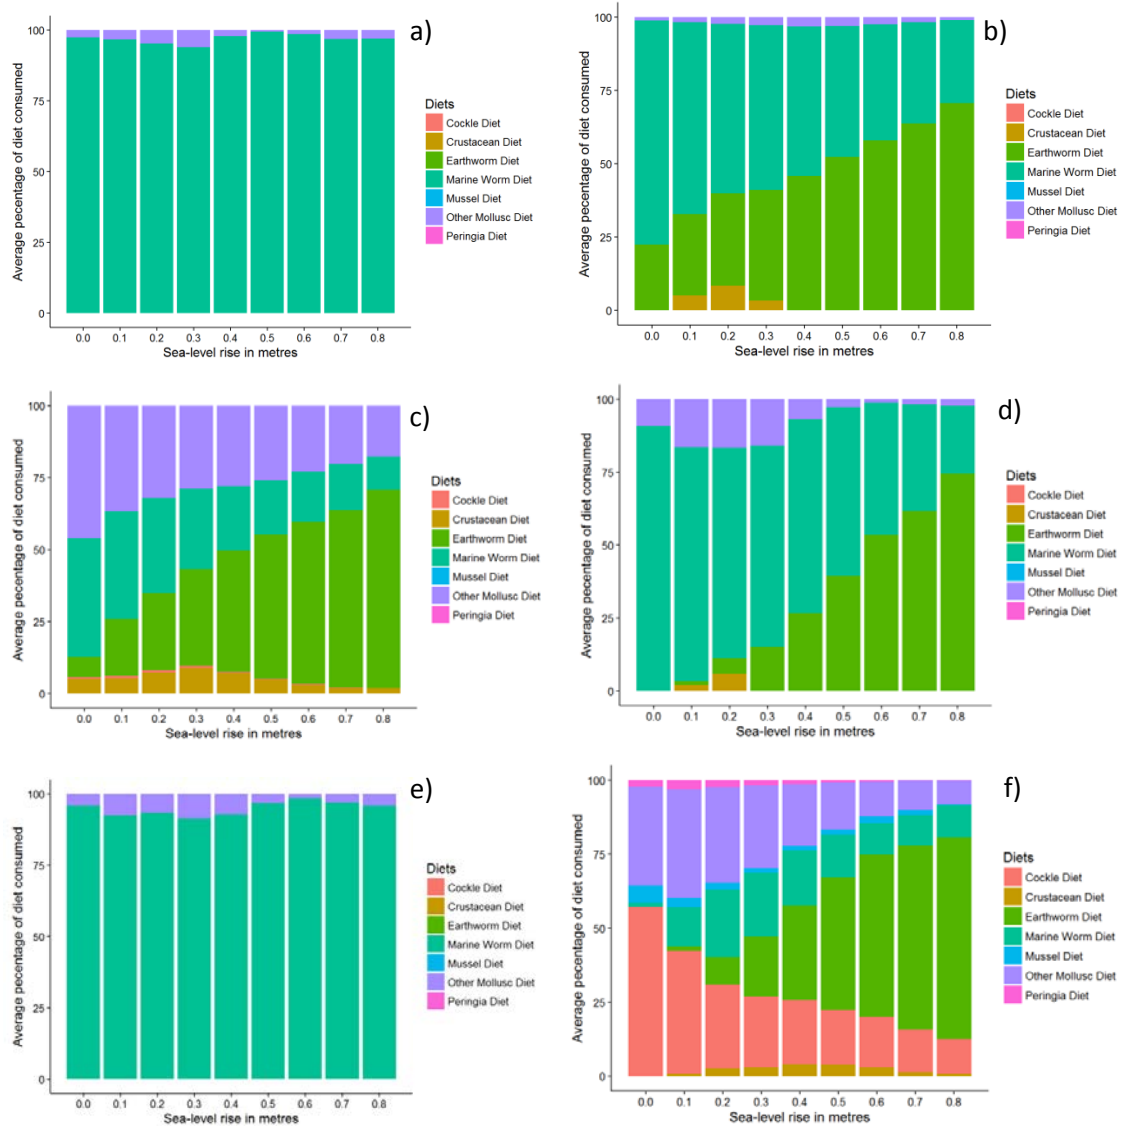 a)
Average pecentage of diet consumed
100
75
50
25
0
0.0 0.1 0.2 0.3 0.4 0.5 0.6 0.7 0.8
Sea-level rise in metres
Diets
Cockle Diet
Crustacean Diet
Earthworm Diet
Marine Worm Diet
Mussel Diet
Other Mollusc Diet
Peringia Diet
b)
Average pecentage of diet consumed
100
75
50
25
0
0.0 0.1 0.2 0.3 0.4 0.5 0.6 0.7 0.8
Sea-level rise in metres
Diets
Cockle Diet
Crustacean Diet
Earthworm Diet
Marine Worm Diet
Mussel Diet
Other Mollusc Diet
Peringia Diet
c)
Average pecentage of diet consumed
100
75
50
25
0
0.0 0.1 0.2 0.3 0.4 0.5 0.6 0.7 0.8
Sea-level rise in metres
Diets
Cockle Diet
Crustacean Diet
Earthworm Diet
Marine Worm Diet
Mussel Diet
Other Mollusc Diet
Peringia Diet
d)
Average pecentage of diet consumed
100
75
50
25
0
0.0 0.1 0.2 0.3 0.4 0.5 0.6 0.7 0.8
Sea-level rise in metres
Diets
Cockle Diet
Crustacean Diet
Earthworm Diet
Marine Worm Diet
Mussel Diet
Other Mollusc Diet
Peringia Diet
e)
Average pecentage of diet consumed
100
75
50
25
0
0.0 0.1 0.2 0.3 0.4 0.5 0.6 0.7 0.8
Sea-level rise in metres
Diets
Cockle Diet
Crustacean Diet
Earthworm Diet
Marine Worm Diet
Mussel Diet
Other Mollusc Diet
Peringia Diet
f)
Average pecentage of diet consumed
100
75
50
25
0
0.0 0.1 0.2 0.3 0.4 0.5 0.6 0.7 0.8
Sea-level rise in metres
Diets
Cockle Diet
Crustacean Diet
Earthworm Diet
Marine Worm Diet
Mussel Diet
Other Mollusc Diet
Peringia Diet